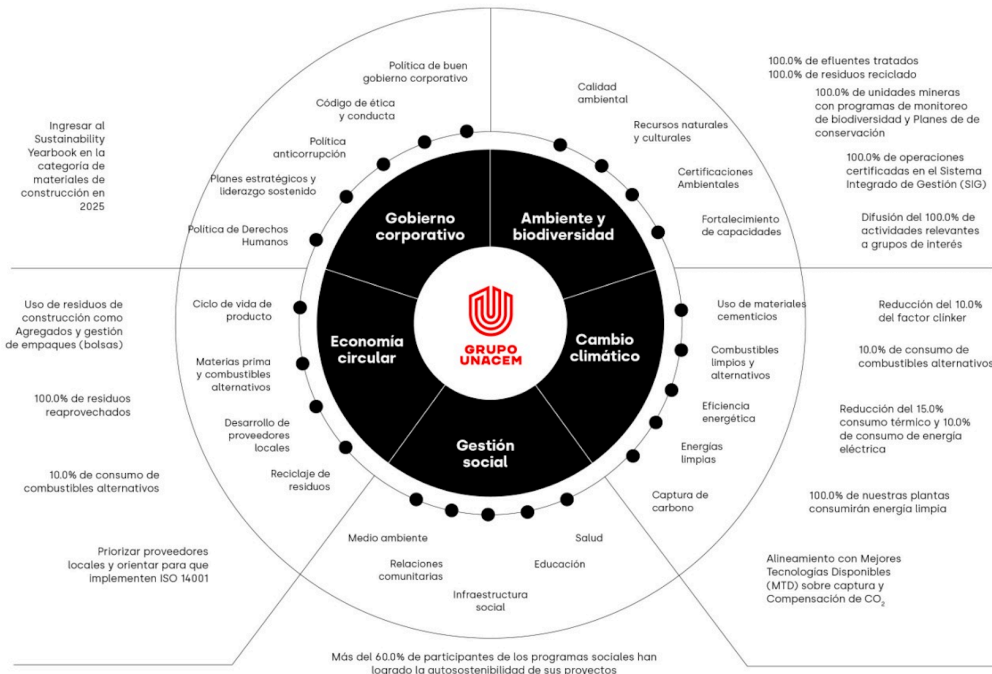 Política de buen
gobierno corporativo
Código de ética
y conducta
Política
anticorrupción
Planes estratégicos y
liderazgo sostenido
Política de Derechos
Humanos
Ingresar al
Sustainability
Yearbook en la
categoría de
materiales de
construcción en
2025
Calidad
ambiental
Recursos naturales
y culturales
Certificaciones
Ambientales
Fortalecimiento
de capacidades
100.0% de efluentes tratados
100.0% de residuos reciclado
100.0% de unidades mineras
con programas de monitoreo
de biodiversidad y Planes de de
conservación
100.0% de operaciones
certificadas en el Sistema
Integrado de Gestión (SIG)
Difusión del 100.0% de
actividades relevantes
a grupos de interés
Gobierno
corporativo
Ambiente y
biodiversidad
Economía
circular
GRUPO
UNACEM
Cambio
climático
Gestión
social
Uso de residuos de
construcción como
Agregados y gestión
de empaques (bolsas)
100.0% de residuos
reaprovechados
10.0% de consumo de
combustibles alternativos
Priorizar proveedores
locales y orientar para que
implementen ISO 14001
Ciclo de vida de
producto
Materias prima
y combustibles
alternativos
Desarrollo de
proveedores
locales
Reciclaje de
residuos
Uso de materiales
cementicios
Combustibles
limpios y
alternativos
Eficiencia
energética
Energías
limpias
Captura de
carbono
Reducción del 10.0%
del factor clínker
10.0% de consumo de
combustibles alternativos
Reducción del 15.0%
consumo térmico y 10.0%
de consumo de energía
eléctrica
100.0% de nuestras plantas
consumirán energía limpia
Alineamiento con Mejores
Tecnologías Disponibles
(MTD) sobre captura y
Compensación de CO₂
Medio ambiente
Relaciones
comunitarias
Infraestructura
social
Educación
Salud
Más del 60.0% de participantes de los programas sociales han
logrado la autosostenibilidad de sus proyectos